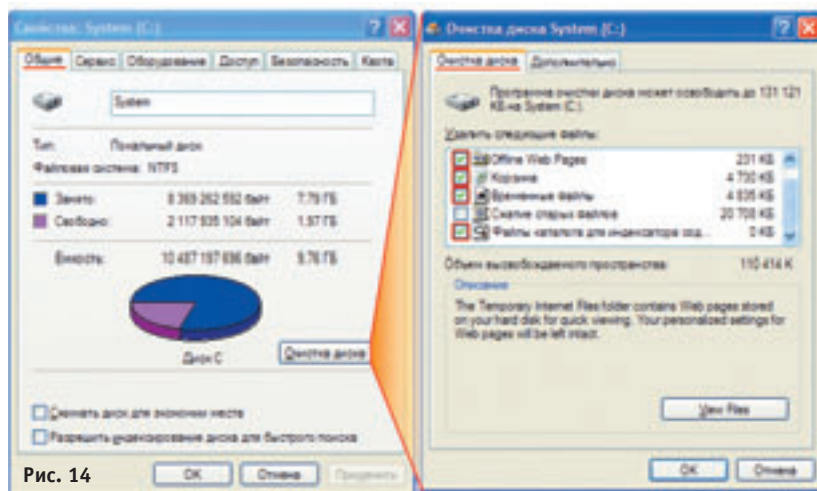 Свойства: System (C:)
Общие Сервис Оборудование Доступ Безопасность Квота
System
Тип: Локальный диск
Файловая система: NTFS
Занято: 8 369 262 592 байт 7.79 ГБ
Свободно: 2 117 935 104 байт 1.97 ГБ
Емкость: 10 487 197 696 байт 9.76 ГБ
Диск C
Очистка диска
Сжимать диск для экономии места
Разрешить индексирование диска для быстрого поиска
OK Отмена Применить
Рис. 14
Очистка диска System (C:)
Очистка диска Дополнительно
Программа очистки диска может освободить до 131 121
КБ на System (C:).
Удалить следующие файлы:
Offline Web Pages 231 КБ
Корзина 4 730 КБ
Временные файлы 4 835 КБ
Сжатие старых файлов 20 708 КБ
Файлы каталога для индексатора сод... 0 КБ
Объем высвобождаемого пространства: 110 414 К
Описание
The Temporary Internet Files folder contains Web pages stored
on your hard disk for quick viewing. Your personalized settings for
Web pages will be left intact.
View Files
OK Отмена